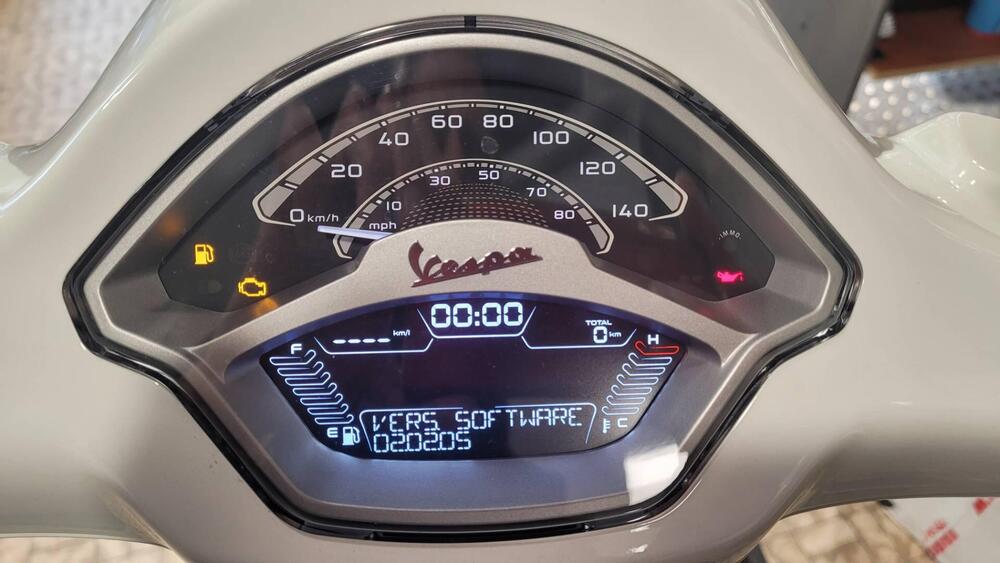 0 20 40 60 80 100 120 140
km/h
10 30 50 70 80
mph
IMMO
Vespa
00:00
---- km/l
TOTAL
0 km
F
H
E
C
VERS. SOFTWARE
02.02.05